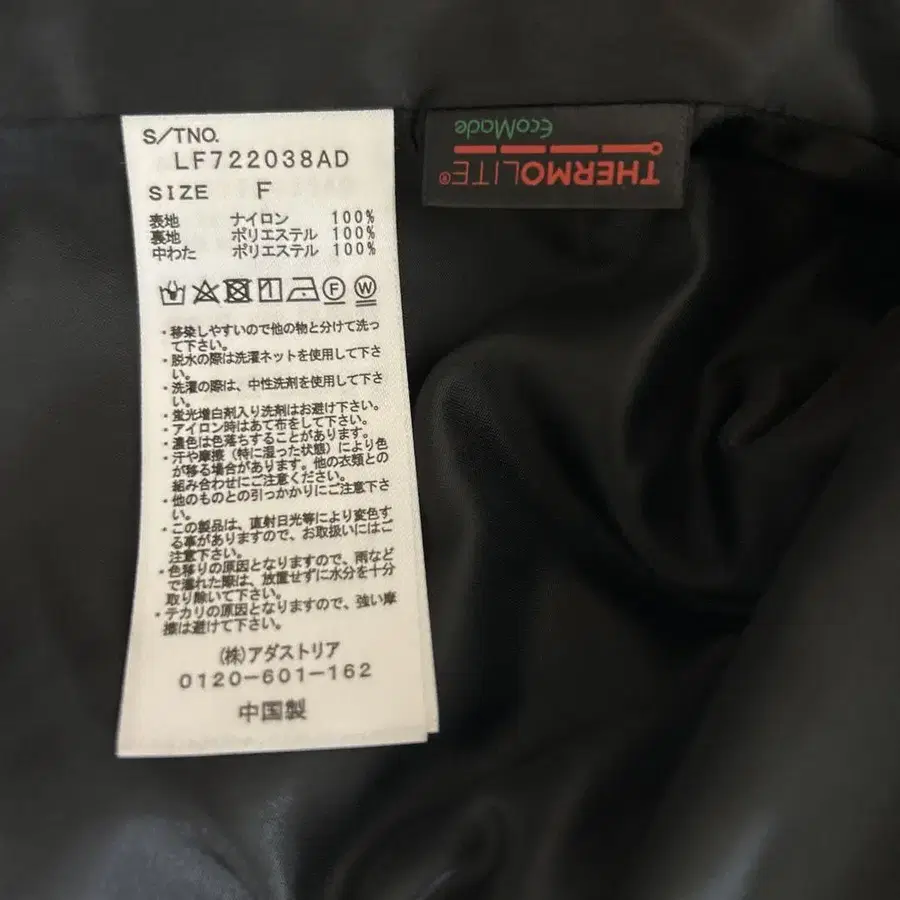 S/TNO.
LF722038AD
SIZE F
表地 ナイロン 100%
裏地 ポリエステル 100%
中わた ポリエステル 100%
F W
・移染しやすいので他の物と分けて洗っ
て下さい。
・脱水の際は洗濯ネットを使用して下さ
い。
・洗濯の際は、中性洗剤を使用して下さ
い。
・蛍光増白剤入り洗剤はお避け下さい。
・アイロン時はあて布をして下さい。
・濃色は色落ちすることがあります。
・汗や摩擦（特に湿った状態）により色
が移る場合があります。他の衣類との
組み合わせにご注意ください。
・他のものとの引っかかりにご注意下さ
い。
・この製品は、直射日光等により変色す
る事がありますので、お取扱いにはご
注意下さい。
・色移りの原因となりますので、雨など
で濡れた際は、放置せずに水分を十分
取り除いて下さい。
・テカリの原因となりますので、強い摩
擦は避けて下さい。
(株)アダストリア
0120-601-162
中国製
THERMOLITE®
EcoMade